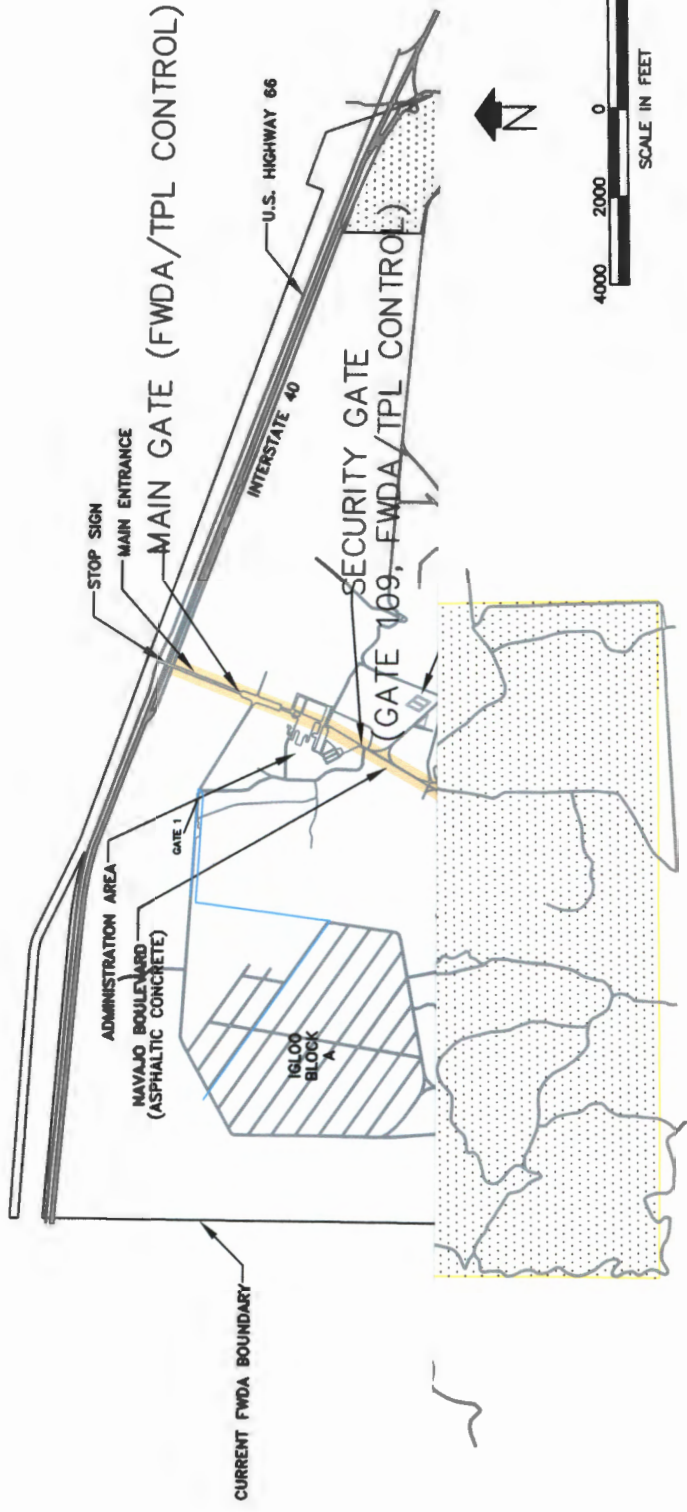 STOP SIGN
MAIN ENTRANCE
MAIN GATE (FWDA/TPL CONTROL)
U.S. HIGHWAY 66
INTERSTATE 40
ADMINISTRATION AREA
GATE 1
NAVAJO BOULEVARD
(ASPHALTIC CONCRETE)
SECURITY GATE
(GATE 109, FWDA/TPL CONTROL)
IGLOO
BLOCK
A
CURRENT FWDA BOUNDARY
N
4000 2000 0
SCALE IN FEET